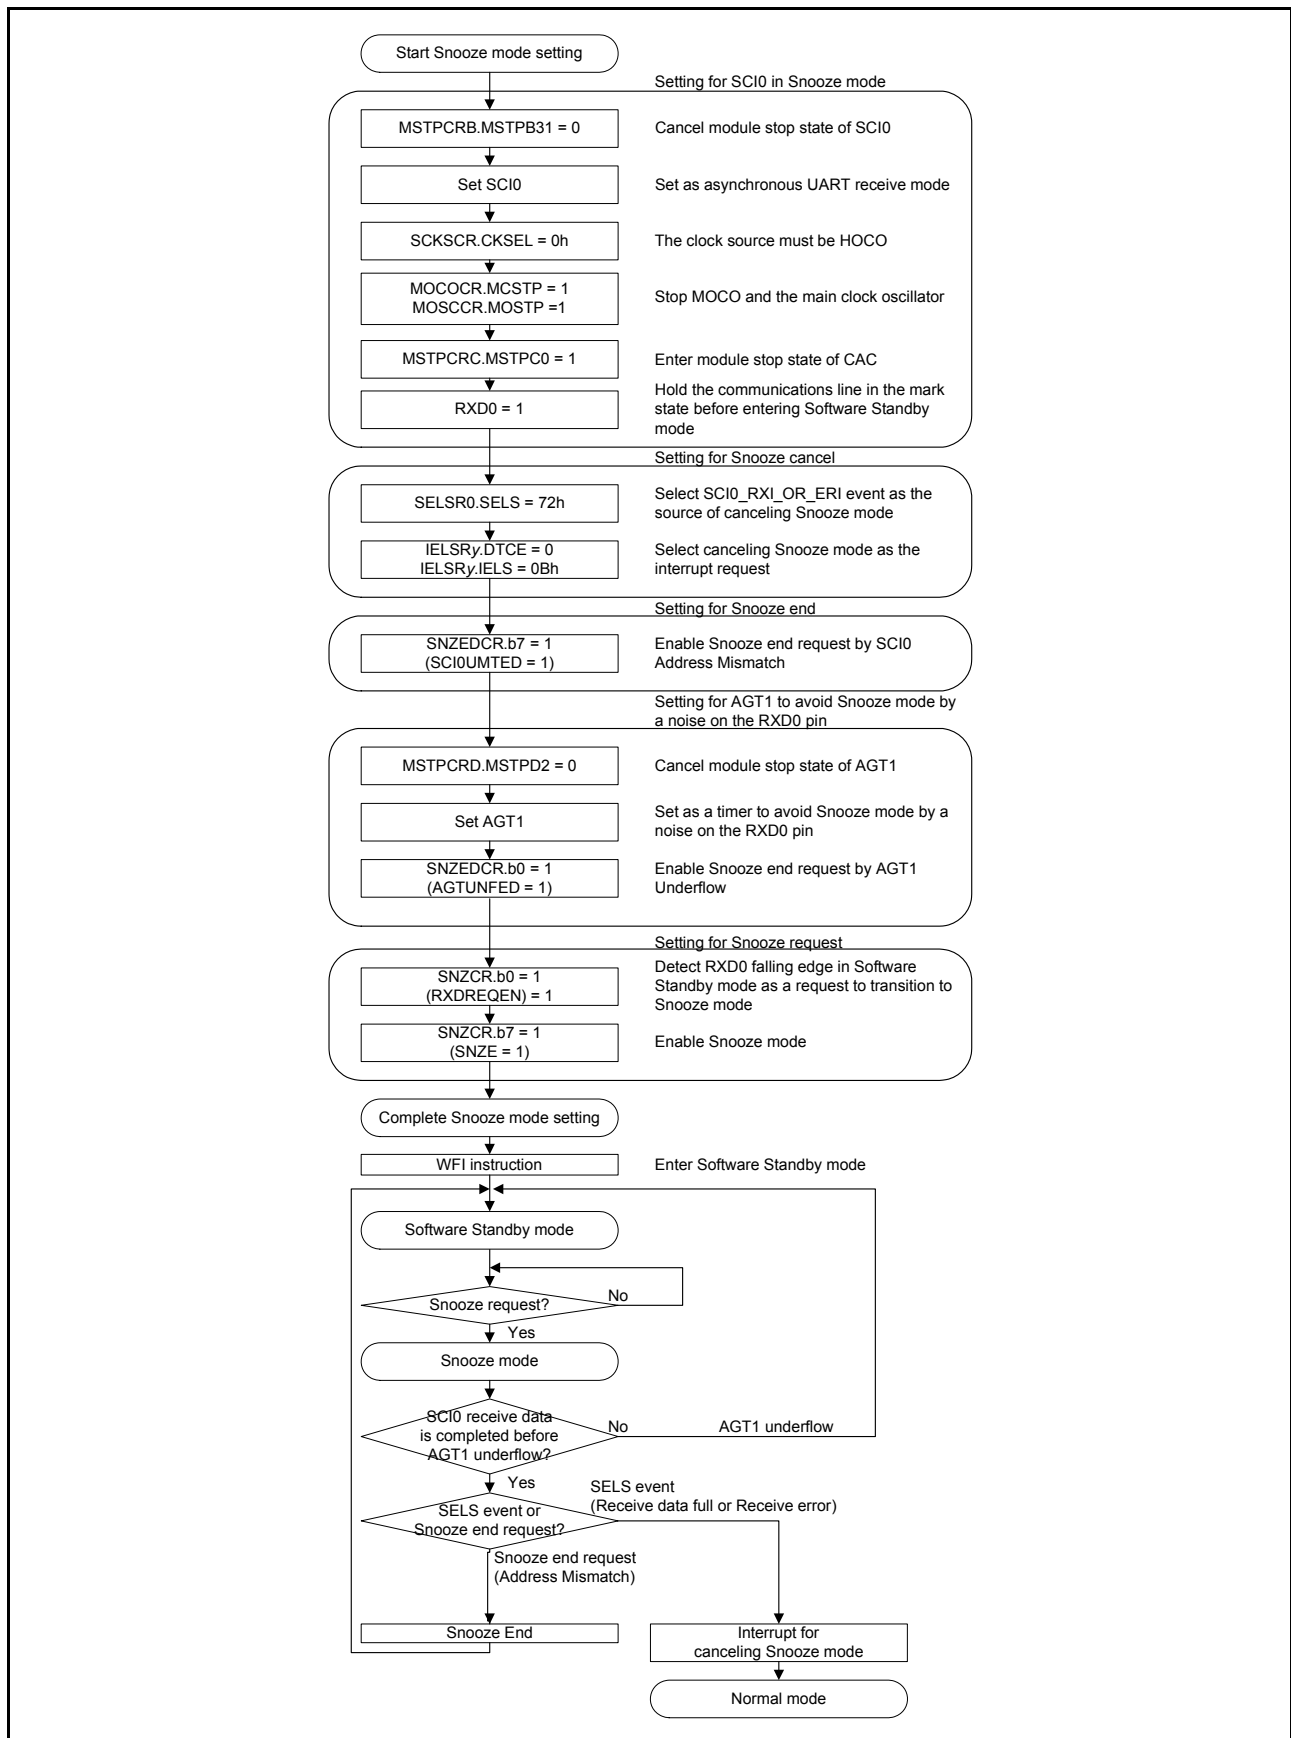 Start Snooze mode setting
Setting for SCI0 in Snooze mode
MSTPCRB.MSTPB31 = 0
Cancel module stop state of SCI0
Set SCI0
Set as asynchronous UART receive mode
SCKSCR.CKSEL = 0h
The clock source must be HOCO
MOCOCR.MCSTP = 1
MOSCCR.MOSTP =1
Stop MOCO and the main clock oscillator
MSTPCRC.MSTPC0 = 1
Enter module stop state of CAC
RXD0 = 1
Hold the communications line in the mark
state before entering Software Standby
mode
Setting for Snooze cancel
SELSR0.SELS = 72h
Select SCI0_RXI_OR_ERI event as the
source of canceling Snooze mode
IELSRy.DTCE = 0
IELSRy.IELS = 0Bh
Select canceling Snooze mode as the
interrupt request
Setting for Snooze end
SNZEDCR.b7 = 1
(SCI0UMTED = 1)
Enable Snooze end request by SCI0
Address Mismatch
Setting for AGT1 to avoid Snooze mode by
a noise on the RXD0 pin
MSTPCRD.MSTPD2 = 0
Cancel module stop state of AGT1
Set AGT1
Set as a timer to avoid Snooze mode by a
noise on the RXD0 pin
SNZEDCR.b0 = 1
(AGTUNFED = 1)
Enable Snooze end request by AGT1
Underflow
Setting for Snooze request
SNZCR.b0 = 1
(RXDREQEN) = 1
Detect RXD0 falling edge in Software
Standby mode as a request to transition to
Snooze mode
SNZCR.b7 = 1
(SNZE = 1)
Enable Snooze mode
Complete Snooze mode setting
WFI instruction
Enter Software Standby mode
Software Standby mode
Snooze request?
No
Yes
Snooze mode
SCI0 receive data
is completed before
AGT1 underflow?
No
AGT1 underflow
Yes
SELS event
(Receive data full or Receive error)
SELS event or
Snooze end request?
Snooze end request
(Address Mismatch)
Snooze End
Interrupt for
canceling Snooze mode
Normal mode